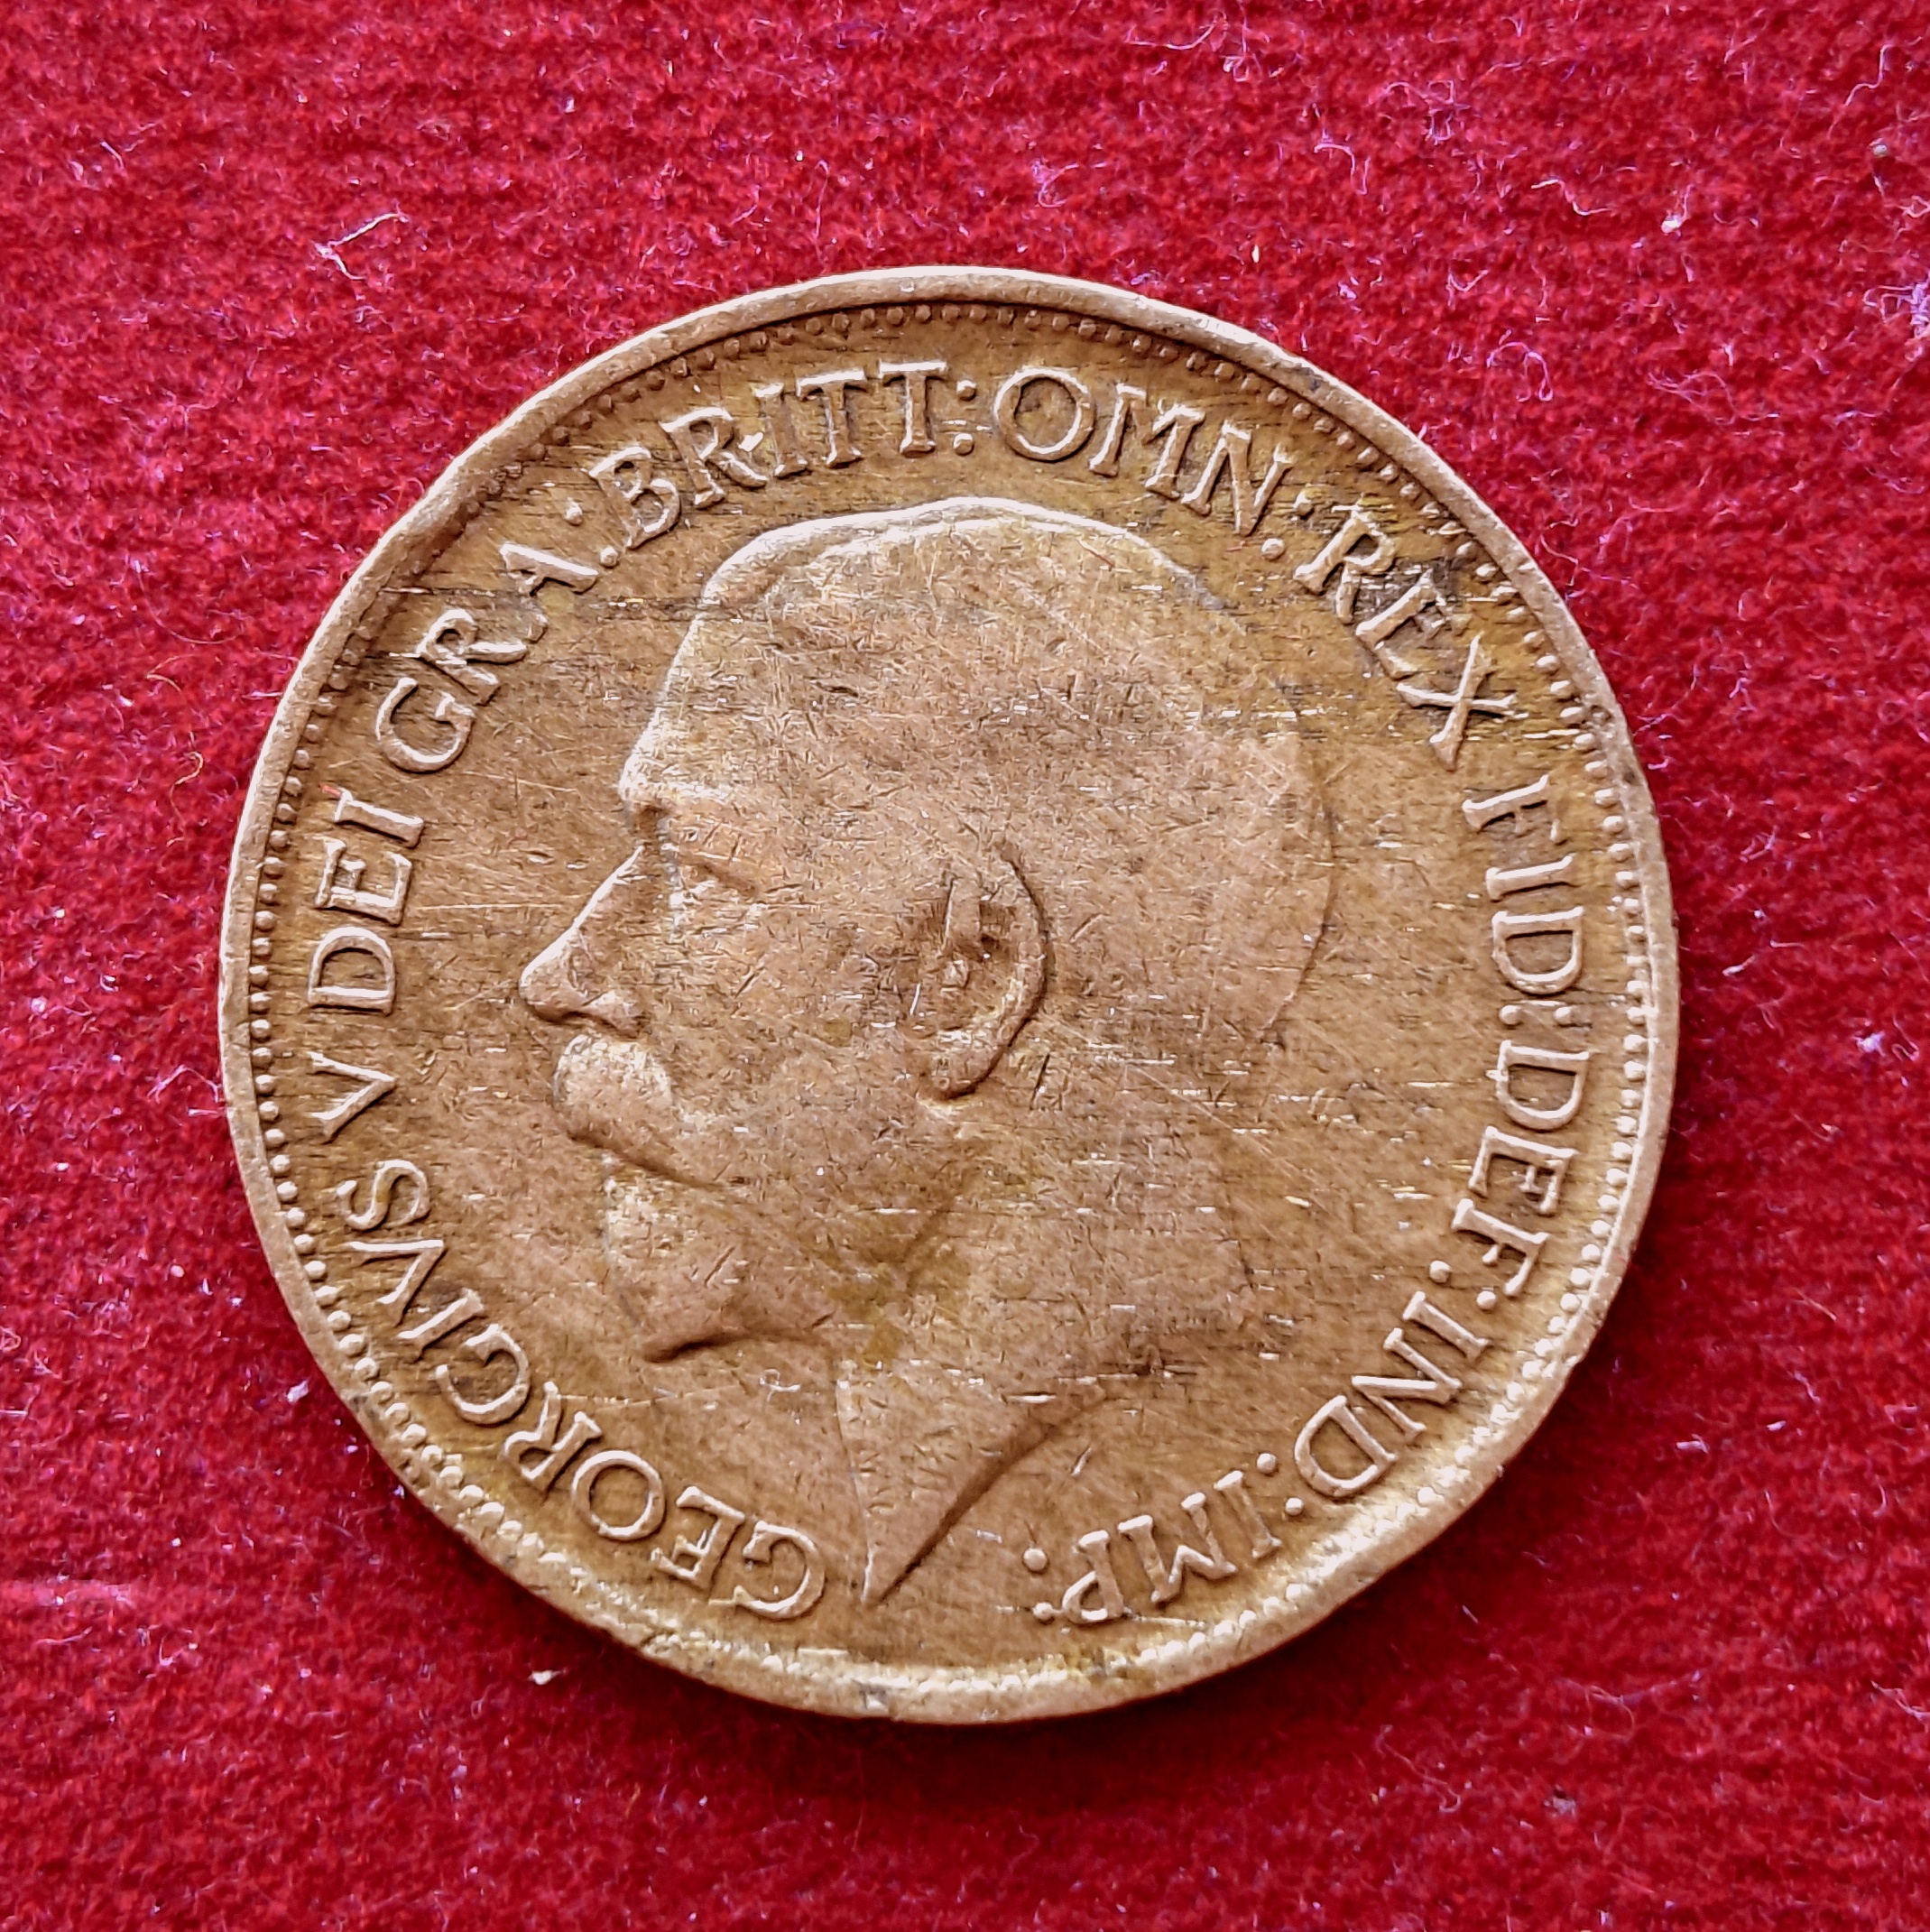 GEORGIVS V DEI GRA: BRITT: OMN: REX FID: DEF: IND: IMP: